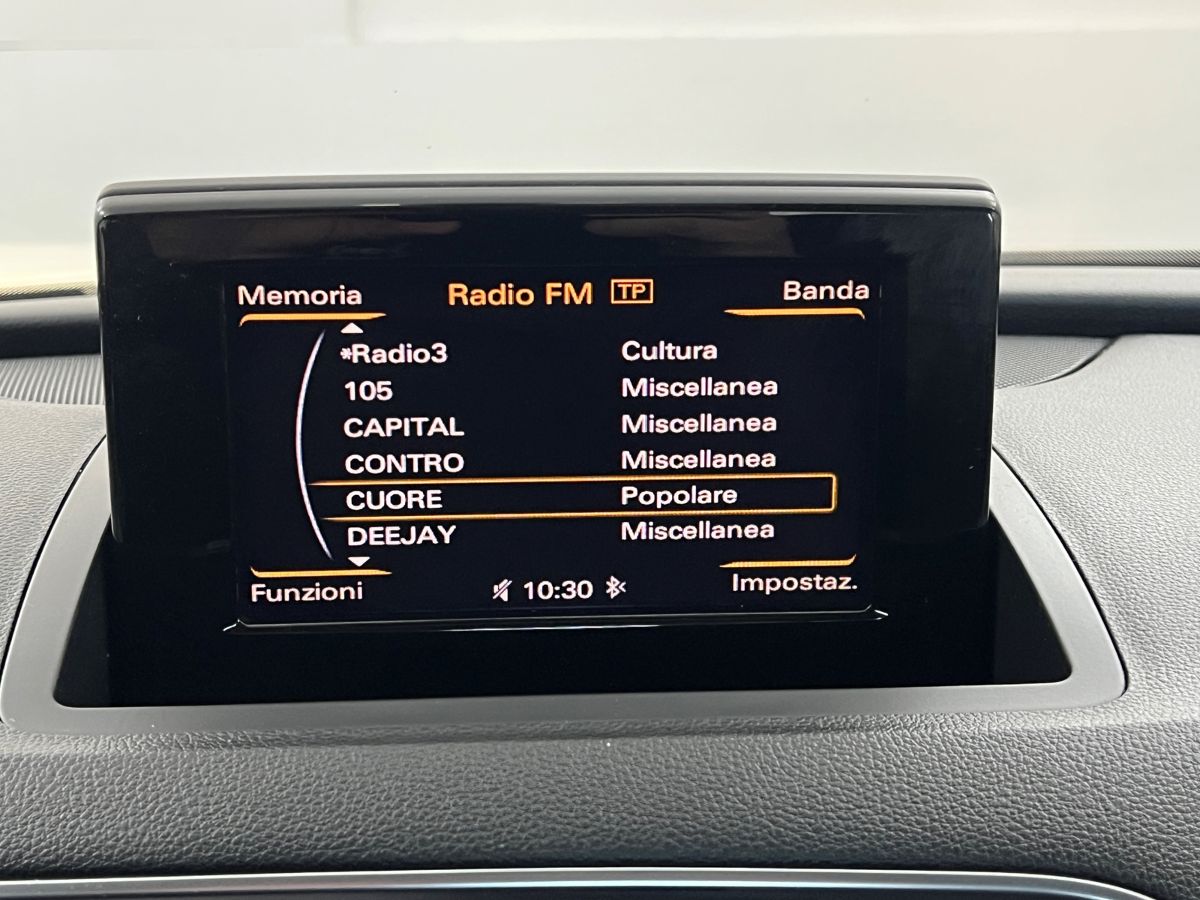 Memoria Radio FM TP Banda
*Radio3 Cultura
105 Miscellanea
CAPITAL Miscellanea
CONTRO Miscellanea
CUORE Popolare
DEEJAY Miscellanea
Funzioni 10:30 Impostaz.